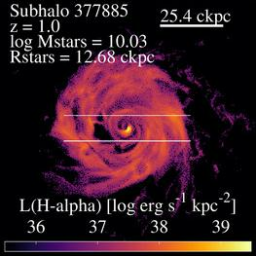 Subhalo 377885
z = 1.0
log Mstars = 10.03
Rstars = 12.68 ckpc
25.4 ckpc
L(H-alpha) [log erg s⁻¹ kpc⁻²]
36 37 38 39